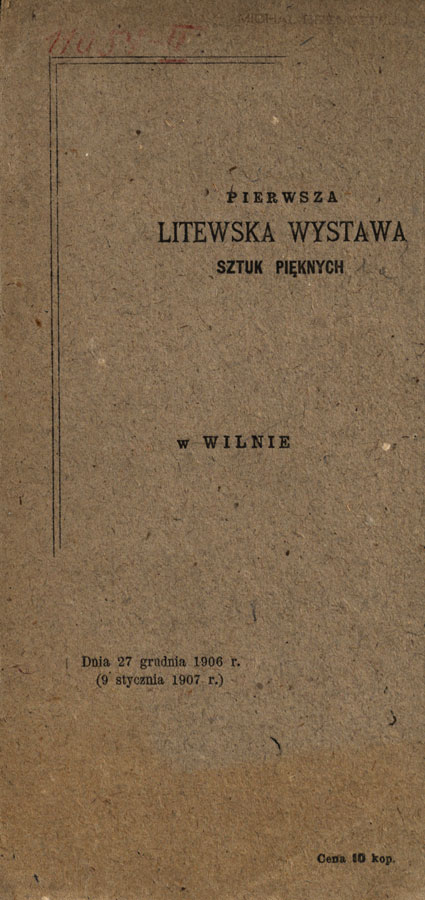 PIERWSZA
LITEWSKA WYSTAWA
SZTUK PIĘKNYCH
w WILNIE
Dnia 27 grudnia 1906 r.
(9 stycznia 1907 r.)
Cena 10 kop.